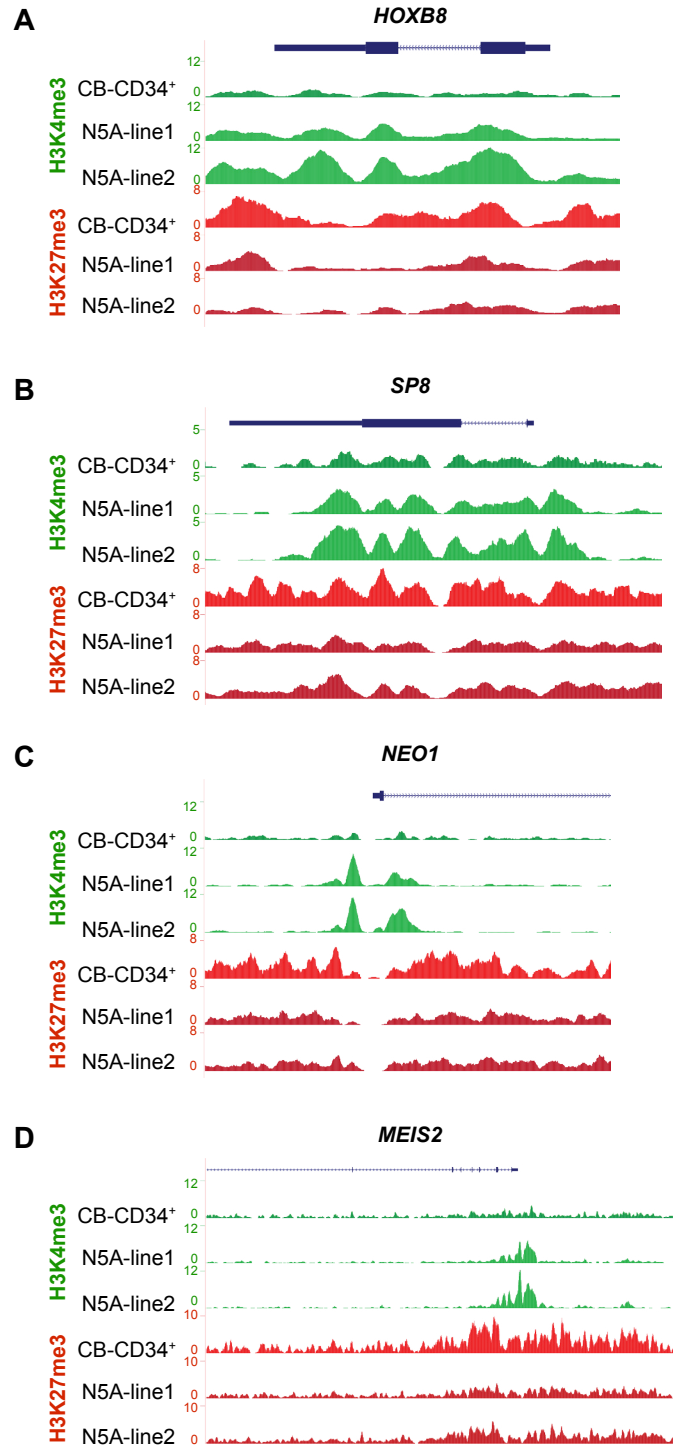 A
HOXB8
H3K4me3
12
0
CB-CD34+
12
0
N5A-line1
12
0
N5A-line2
H3K27me3
8
0
CB-CD34+
8
0
N5A-line1
8
0
N5A-line2
B
SP8
H3K4me3
5
0
CB-CD34+
5
0
N5A-line1
5
0
N5A-line2
H3K27me3
8
0
CB-CD34+
8
0
N5A-line1
8
0
N5A-line2
C
NEO1
H3K4me3
12
0
CB-CD34+
12
0
N5A-line1
12
0
N5A-line2
H3K27me3
8
0
CB-CD34+
8
0
N5A-line1
8
0
N5A-line2
D
MEIS2
H3K4me3
12
0
CB-CD34+
12
0
N5A-line1
12
0
N5A-line2
H3K27me3
10
0
CB-CD34+
10
0
N5A-line1
10
0
N5A-line2